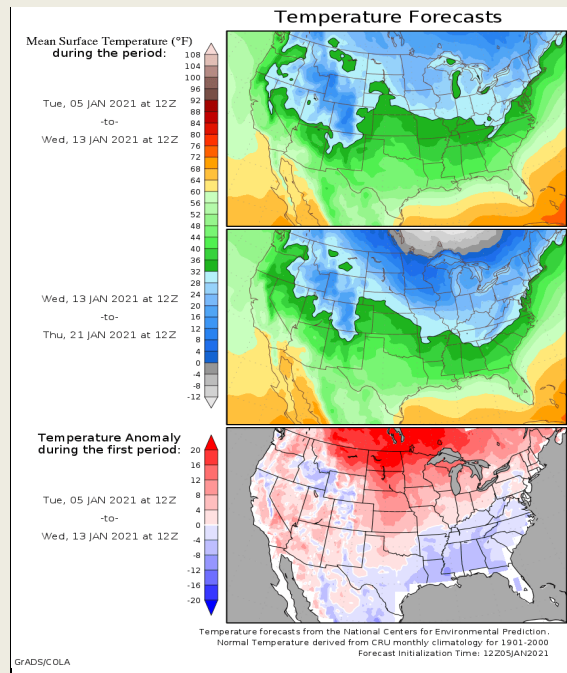 Temperature Forecasts
Mean Surface Temperature (°F)
during the period:
108
104
100
96
92
88
84
80
76
72
68
64
60
56
52
48
44
40
36
32
28
24
20
16
12
8
4
0
-4
-8
-12
Tue, 05 JAN 2021 at 12Z
-to-
Wed, 13 JAN 2021 at 12Z
Wed, 13 JAN 2021 at 12Z
-to-
Thu, 21 JAN 2021 at 12Z
Temperature Anomaly
during the first period:
20
16
12
8
4
0
-4
-8
-12
-16
-20
Tue, 05 JAN 2021 at 12Z
-to-
Wed, 13 JAN 2021 at 12Z
Temperature forecasts from the National Centers for Environmental Prediction.
Normal Temperature derived from CRU monthly climatology for 1901-2000
Forecast Initialization Time: 12Z05JAN2021
GrADS/COLA